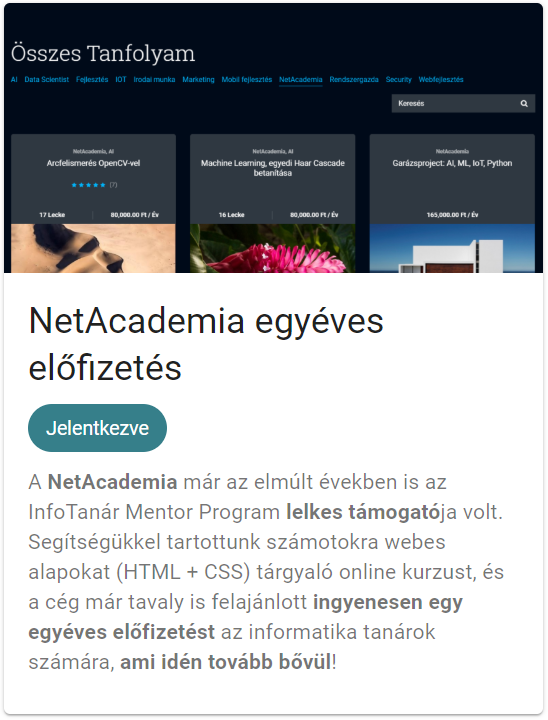 Összes Tanfolyam
AI Data Scientist Fejlesztés IOT Irodai munka Marketing Mobil fejlesztés NetAcademia Rendszergazda Security Webfejlesztés
Keresés
NetAcademia, AI
Arcfelismerés OpenCV-vel
(7)
17 Lecke 80,000.00 Ft / Év
NetAcademia, AI
Machine Learning, egyedi Haar Cascade
betanítása
16 Lecke 80,000.00 Ft / Év
NetAcademia
Garázsproject: AI, ML, IoT, Python
165,000.00 Ft / Év
NetAcademia egyéves
előfizetés
Jelentkezve
A NetAcademia már az elmúlt években is az
InfoTanár Mentor Program lelkes támogatója volt.
Segítségükkel tartottunk számotokra webes
alapokat (HTML + CSS) tárgyaló online kurzust, és
a cég már tavaly is felajánlott ingyenesen egy
egyéves előfizetést az informatika tanárok
számára, ami idén tovább bővül!